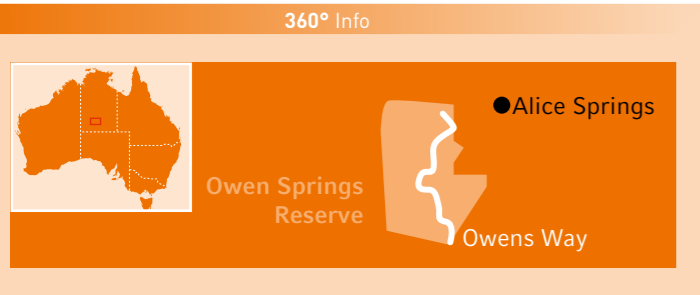 360° Info
Alice Springs
Owen Springs
Reserve
Owens Way